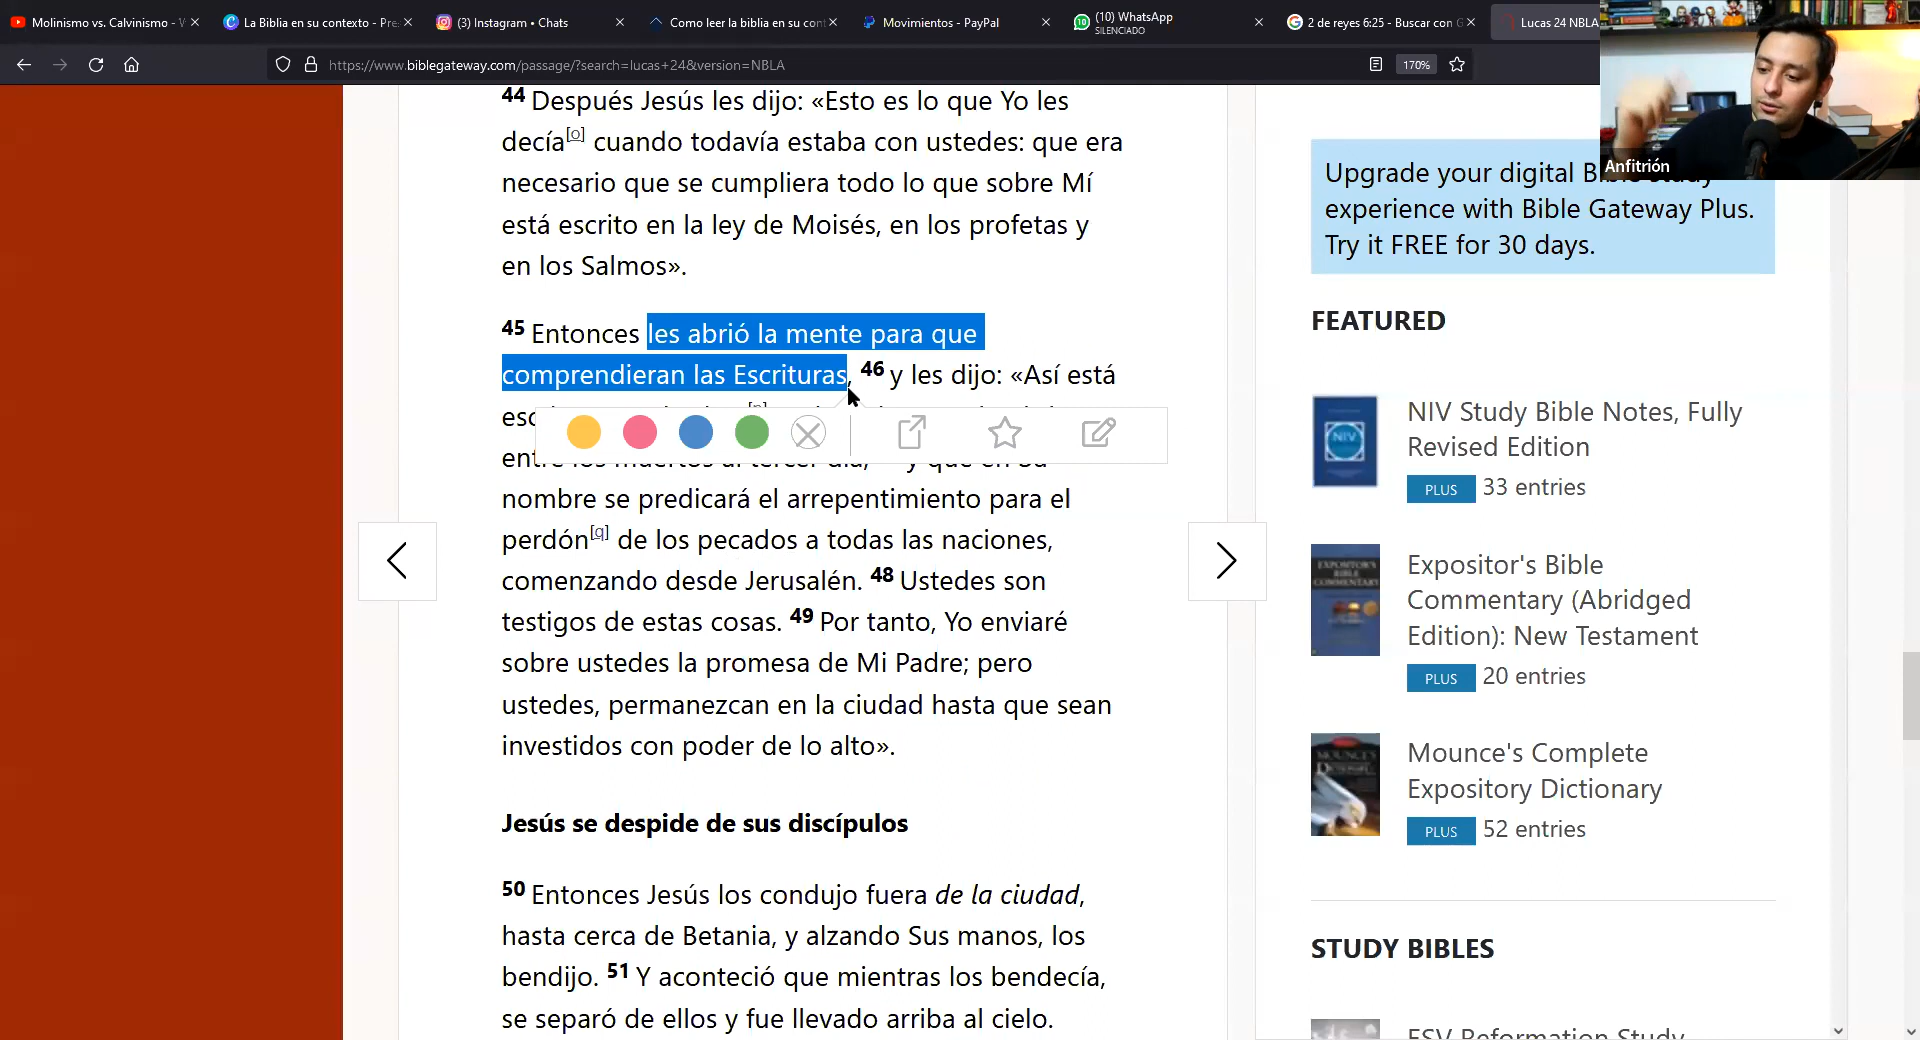 Molinismo vs. Calvinismo -
La Biblia en su contexto - Pre
(3) Instagram • Chats
Como leer la biblia en su con
Movimientos - PayPal
(10) WhatsApp
SILENCIADO
2 de reyes 6:25 - Buscar con G
Lucas 24 NBLA
https://www.biblegateway.com/passage/?search=lucas+24&version=NBLA
170%
Anfitrión
44 Después Jesús les dijo: «Esto es lo que Yo les
decía[o] cuando todavía estaba con ustedes: que era
necesario que se cumpliera todo lo que sobre Mí
está escrito en la ley de Moisés, en los profetas y
en los Salmos».
45 Entonces les abrió la mente para que
comprendieran las Escrituras, 46 y les dijo: «Así está
esc
nombre se predicará el arrepentimiento para el
perdón[q] de los pecados a todas las naciones,
comenzando desde Jerusalén. 48 Ustedes son
testigos de estas cosas. 49 Por tanto, Yo enviaré
sobre ustedes la promesa de Mi Padre; pero
ustedes, permanezcan en la ciudad hasta que sean
investidos con poder de lo alto».
Jesús se despide de sus discípulos
50 Entonces Jesús los condujo fuera de la ciudad,
hasta cerca de Betania, y alzando Sus manos, los
bendijo. 51 Y aconteció que mientras los bendecía,
se separó de ellos y fue llevado arriba al cielo.
Upgrade your digital Bible study
experience with Bible Gateway Plus.
Try it FREE for 30 days.
FEATURED
NIV
NIV Study Bible Notes, Fully
Revised Edition
PLUS 33 entries
EXPOSITOR'S
BIBLE
COMMENTARY
Expositor's Bible
Commentary (Abridged
Edition): New Testament
PLUS 20 entries
MOUNCE'S
Mounce's Complete
Expository Dictionary
PLUS 52 entries
STUDY BIBLES
ESV Reformation Study